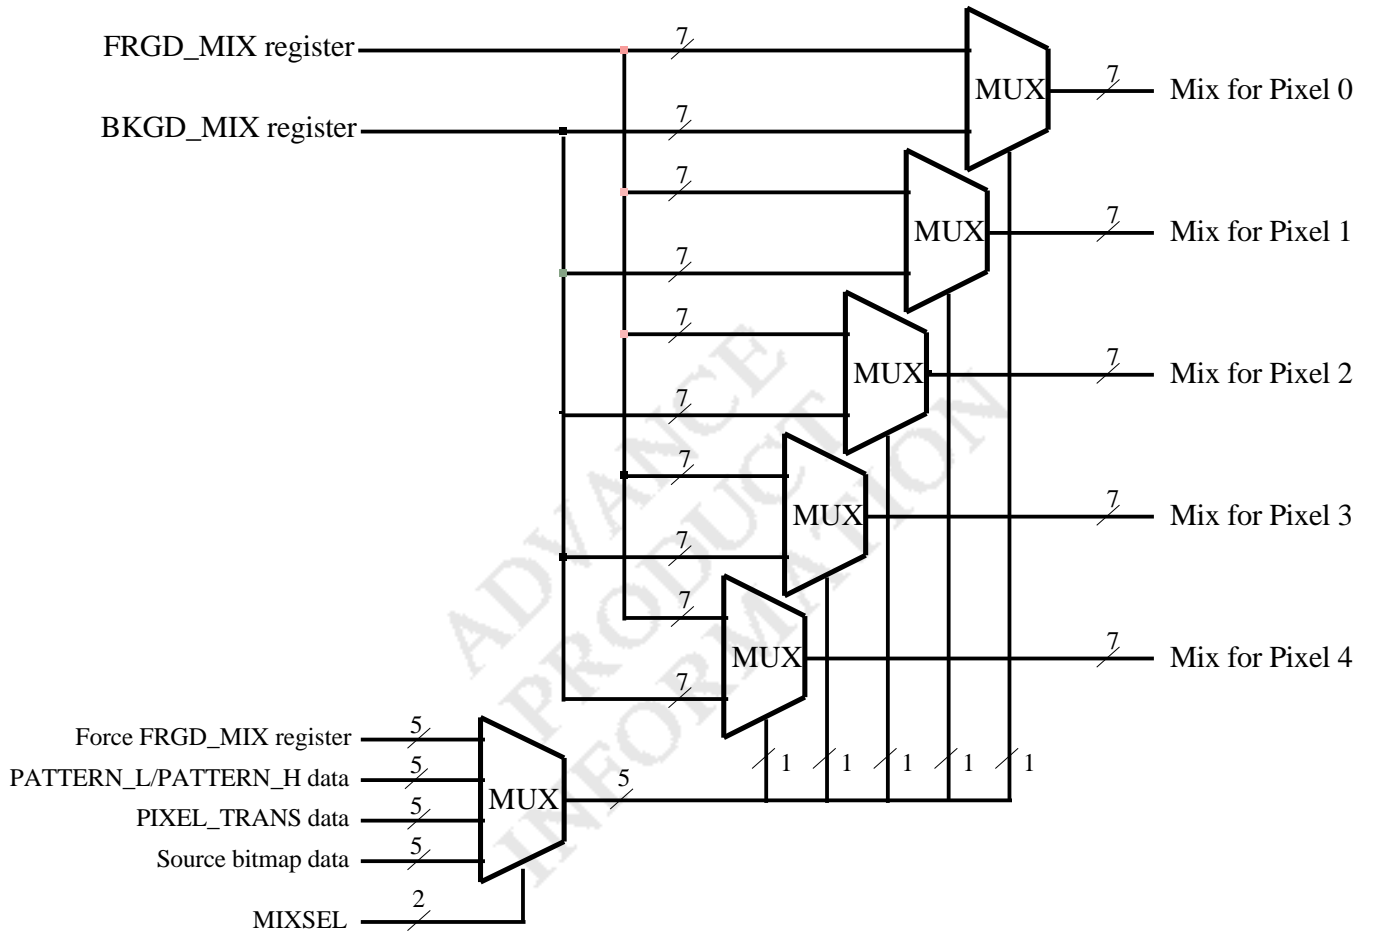 FRGD_MIX register
7
MUX
7
Mix for Pixel 0
BKGD_MIX register
7
7
MUX
7
Mix for Pixel 1
7
7
MUX
7
Mix for Pixel 2
7
7
MUX
7
Mix for Pixel 3
7
7
MUX
7
Mix for Pixel 4
7
Force FRGD_MIX register
5
PATTERN_L/PATTERN_H data
5
PIXEL_TRANS data
5
Source bitmap data
5
MUX
5
1
1
1
1
1
MIXSEL
2
ADVANCE
PRODUCT
INFORMATION